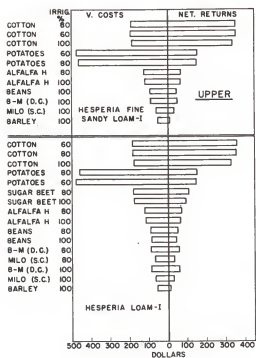 IRRIG. %
V. COSTS NET. RETURNS
COTTON 80
COTTON 60
COTTON 100
POTATOES 60
POTATOES 80
ALFALFA H 80
ALFALFA H 100
BEANS 100
B-M (D.C.) 100
MILO (S.C.) 100
BARLEY 100
UPPER
HESPERIA FINE
SANDY LOAM-I
COTTON 60
COTTON 80
COTTON 100
POTATOES 80
POTATOES 60
SUGAR BEET 80
SUGAR BEET 100
ALFALFA H 80
ALFALFA H 100
BEANS 80
BEANS 100
B-M (D.C.) 80
MILO (S.C.) 80
B-M (D.C.) 100
MILO (S.C.) 100
BARLEY 100
HESPERIA LOAM-I
500 400 300 200 100 0 100 200 300 400
DOLLARS